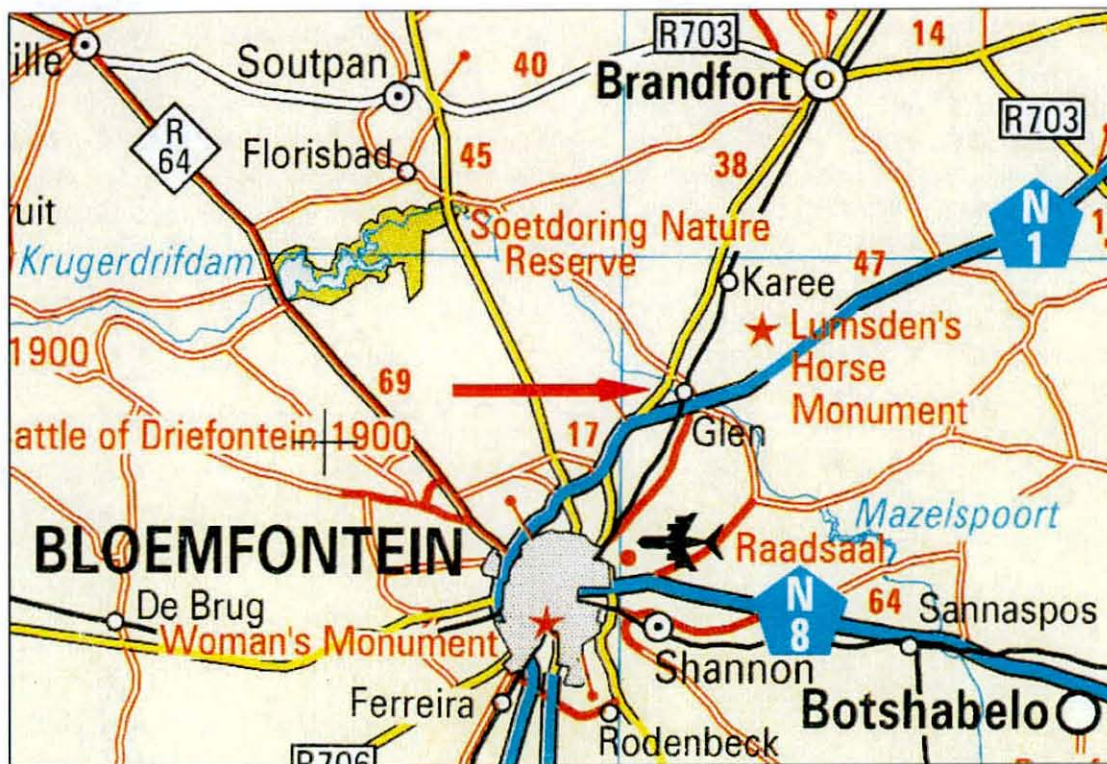 R703
14
ille
Soutpan
40
Brandfort
R
64
R703
Florisbad
45
38
N
1
uit
Soetdoring Nature
Reserve
Krugerdrifdam
47
Karee
Lumsden's
Horse
Monument
1900
69
attle of Driefontein 1900
17
Glen
Mazelspoort
BLOEMFONTEIN
Raadsaal
De Brug
N
8
64
Sannaspos
Woman's Monument
Shannon
Ferreira
Botshabelo
Rodenbeck
R706